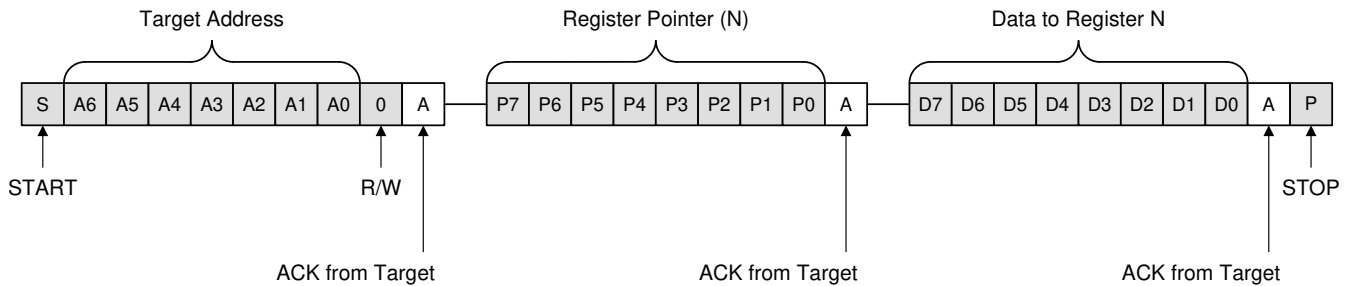 Target Address Register Pointer (N) Data to Register N
S A6 A5 A4 A3 A2 A1 A0 0 A P7 P6 P5 P4 P3 P2 P1 P0 A D7 D6 D5 D4 D3 D2 D1 D0 A P
START R/W STOP
ACK from Target ACK from Target ACK from Target